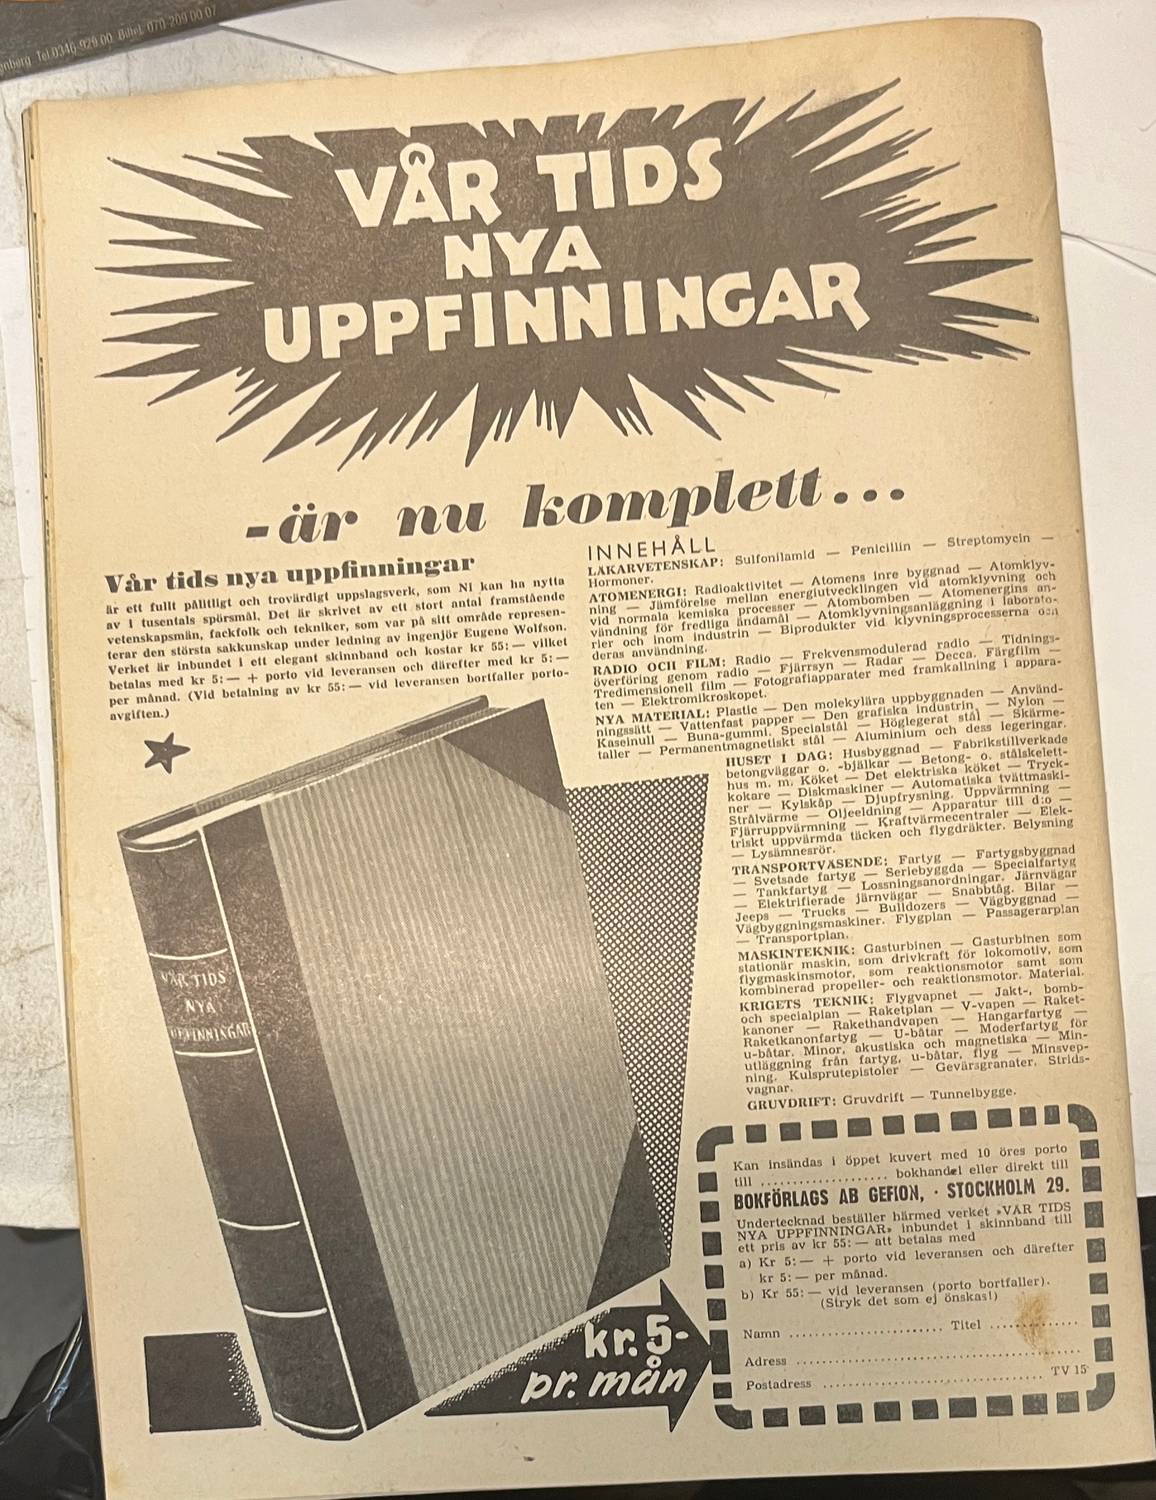 Tel 0346-929 00 Biltel. 070-209 00 07
VÅR TIDS
NYA
UPPFINNINGAR
-är nu komplett...
Vår tids nya uppfinningar
är ett fullt pålitligt och trovärdigt uppslagsverk, som NI kan ha nytta
av i tusentals spörsmål. Det är skrivet av ett stort antal framstående
vetenskapsmän, fackfolk och tekniker, som var på sitt område represen-
terar den största sakkunskap under ledning av ingenjör Eugene Wolfson.
Verket är inbundet i ett elegant skinnband och kostar kr 55:— vilket
betalas med kr 5:— + porto vid leveransen och därefter med kr 5:—
per månad. (Vid betalning av kr 55:— vid leveransen bortfaller porto-
avgiften.)
INNEHÅLL
LÄKARVETENSKAP: Sulfonilamid — Penicillin — Streptomycin —
Hormoner.
ATOMENERGI: Radioaktivitet — Atomens inre byggnad — Atomklyv-
ning — Jämförelse mellan energiutvecklingen vid atomklyvning och
vid normala kemiska processer — Atombomben — Atomenergins an-
vändning för fredliga ändamål — Atomklyvningsanläggning i laborato-
rier och inom industrin — Biprodukter vid klyvningsprocesserna och
deras användning.
RADIO OCH FILM: Radio — Frekvensmodulerad radio — Tidnings-
överföring genom radio — Fjärrsyn — Radar — Decca. Färgfilm —
Tredimensionell film — Fotografiapparater med framkallning i appara-
ten — Elektromikroskopet.
NYA MATERIAL: Plastic — Den molekylära uppbyggnaden — Använd-
ningssätt — Vattenfast papper — Den grafiska industrin — Nylon —
Kaseinull — Buna-gummi. Specialstål — Höglegerat stål — Skärme-
taller — Permanentmagnetiskt stål — Aluminium och dess legeringar.
HUSET I DAG: Husbyggnad — Fabrikstillverkade
betongväggar o. -bjälkar — Betong- o. stålskelett-
hus m. m. Köket — Det elektriska köket — Tryck-
kokare — Diskmaskiner — Automatiska tvättmaski-
ner — Kylskåp — Djupfrysning. Uppvärmning —
Strålvärme — Oljeeldning — Apparatur till d:o —
Fjärruppvärmning — Kraftvärmecentraler — Elek-
triskt uppvärmda täcken och flygdräkter. Belysning
— Lysämnesrör.
TRANSPORTVÄSENDE: Fartyg — Fartygsbyggnad
— Svetsade fartyg — Seriebyggda — Specialfartyg
— Tankfartyg — Lossningsanordningar. Järnvägar
— Elektrifierade järnvägar — Snabbtåg. Bilar —
Jeeps — Trucks — Bulldozers — Vägbyggnad —
Vägbyggningsmaskiner. Flygplan — Passagerarplan
— Transportplan.
MASKINTEKNIK: Gasturbinen — Gasturbinen som
stationär maskin, som drivkraft för lokomotiv, som
flygmaskinsmotor, som reaktionsmotor samt som
kombinerad propeller- och reaktionsmotor. Material.
KRIGETS TEKNIK: Flygvapnet — Jakt-, bomb-
och specialplan — Raketplan — V-vapen — Raket-
kanoner — Rakethandvapen — Hangarfartyg —
Raketkanonfartyg — U-båtar — Moderfartyg för
u-båtar. Minor, akustiska och magnetiska — Min-
utläggning från fartyg, u-båtar, flyg — Minsvep-
ning. Kulsprutepistoler — Gevärsgranater. Strids-
vagnar.
GRUVDRIFT: Gruvdrift — Tunnelbygge.
VÅR TIDS
NYA
UPPFINNINGAR
kr. 5-
pr. mån
Kan insändas i öppet kuvert med 10 öres porto
till .................... bokhandel eller direkt till
BOKFÖRLAGS AB GEFION, · STOCKHOLM 29.
Undertecknad beställer härmed verket »VÅR TIDS
NYA UPPFINNINGAR» inbundet i skinnband till
ett pris av kr 55: — att betalas med
a) Kr 5: — + porto vid leveransen och därefter
kr 5: — per månad.
b) Kr 55: — vid leveransen (porto bortfaller).
(Stryk det som ej önskas!)
Namn ........................ Titel ..............
Adress ............................................
Postadress ..................................
TV 15